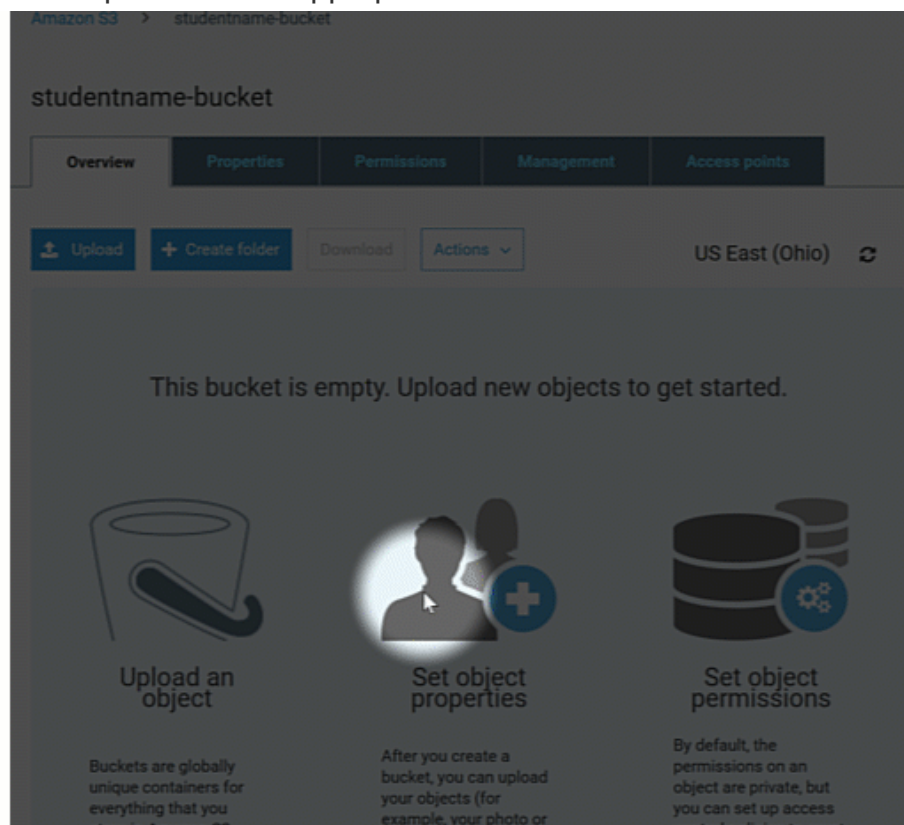 Amazon S3 > studentname-bucket
studentname-bucket
Overview Properties Permissions Management Access points
Upload + Create folder Download Actions
US East (Ohio)
This bucket is empty. Upload new objects to get started.
Upload an
object
Buckets are globally
unique containers for
everything that you
Set object
properties
After you create a
bucket, you can upload
your objects (for
example, your photo or
Set object
permissions
By default, the
permissions on an
object are private, but
you can set up access